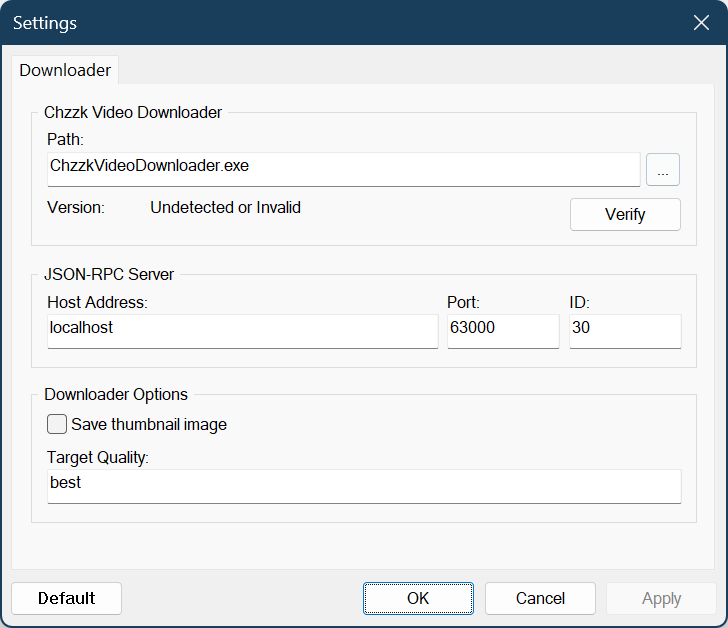 Settings
Downloader
Chzzk Video Downloader
Path:
ChzzkVideoDownloader.exe
...
Version: Undetected or Invalid
Verify
JSON-RPC Server
Host Address: Port: ID:
localhost 63000 30
Downloader Options
Save thumbnail image
Target Quality:
best
Default OK Cancel Apply